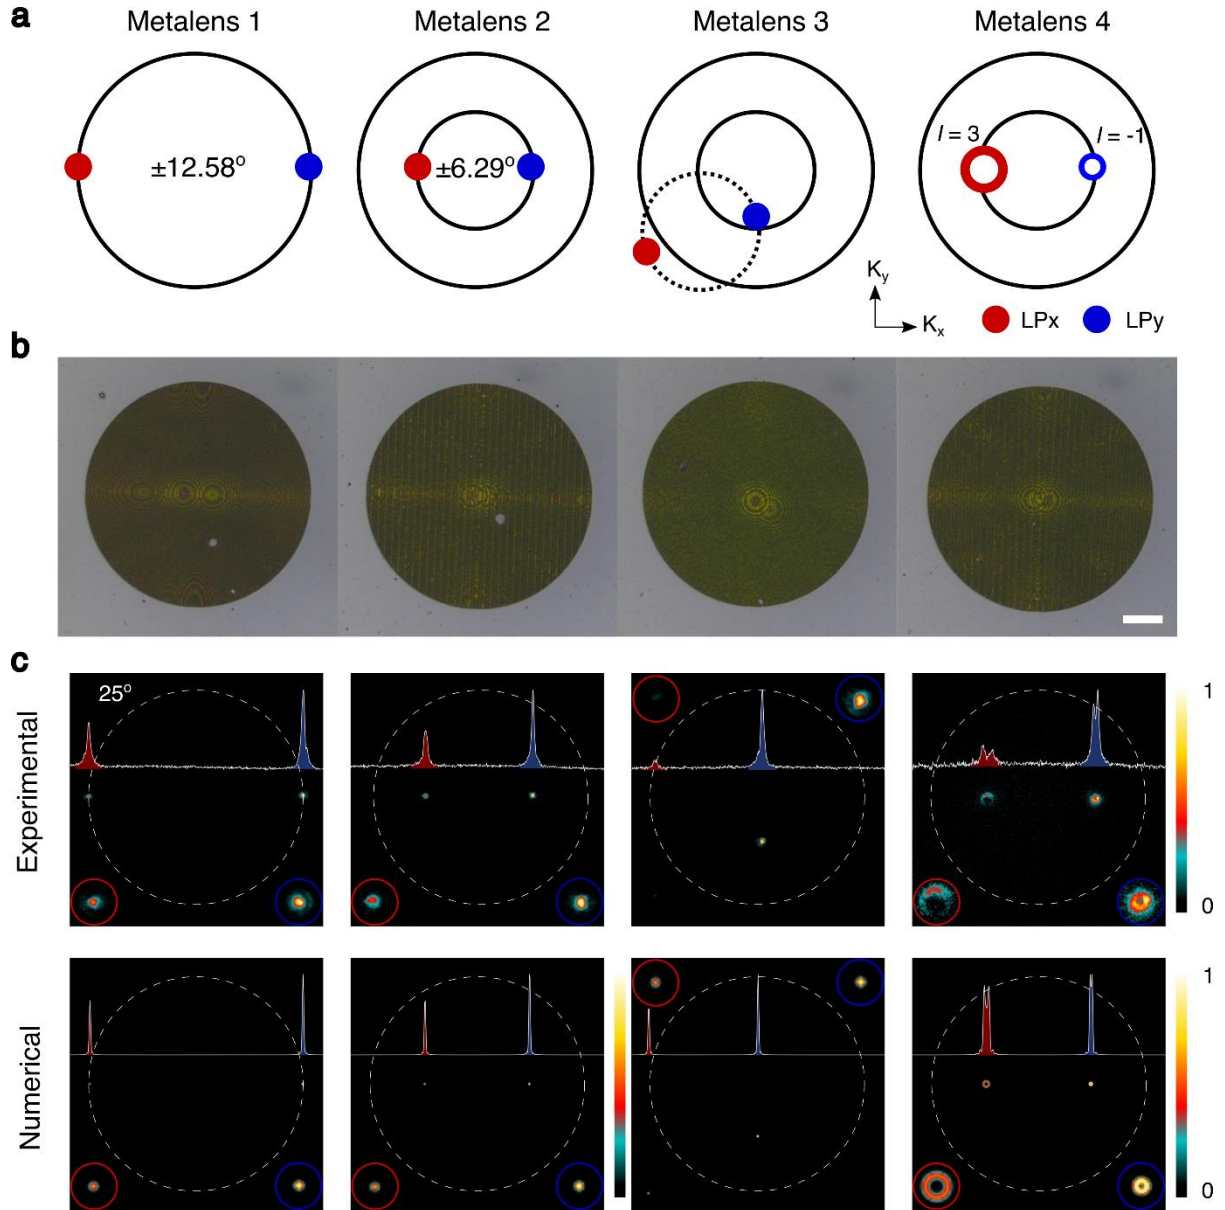 a
Metalens 1 Metalens 2 Metalens 3 Metalens 4
±12.58° ±6.29° l = 3 l = -1
Ky
Kx
LPx LPy
b
c
25°
Experimental
1
0
Numerical
1
0